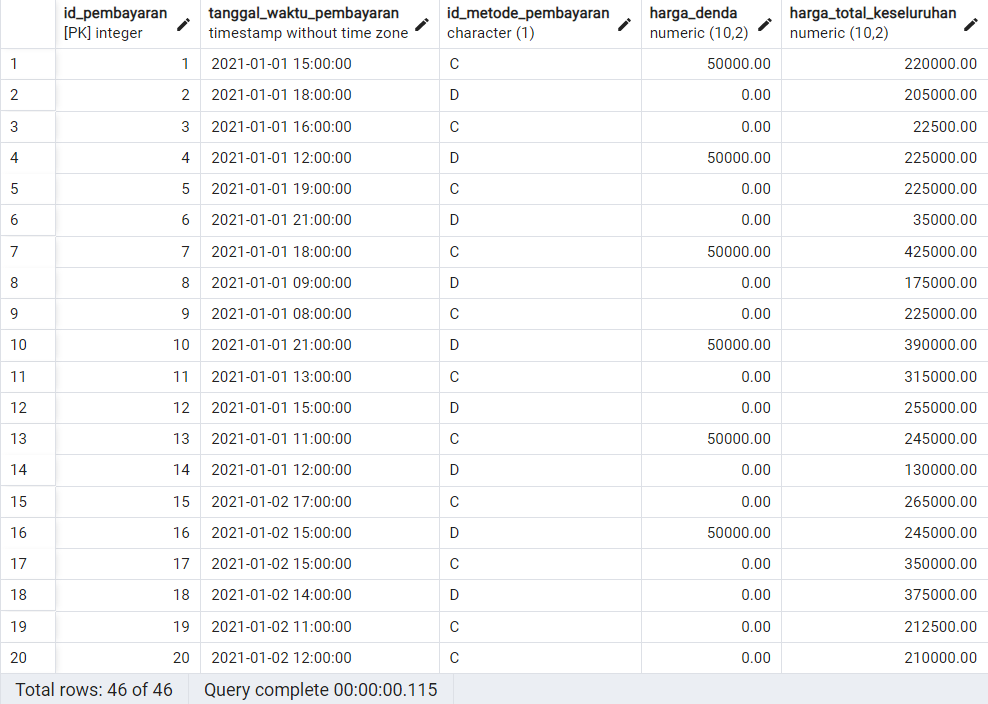 id_pembayaran tanggal_waktu_pembayaran id_metode_pembayaran harga_denda harga_total_keseluruhan
[PK] integer timestamp without time zone character (1) numeric (10,2) numeric (10,2)
1 1 2021-01-01 15:00:00 C 50000.00 220000.00
2 2 2021-01-01 18:00:00 D 0.00 205000.00
3 3 2021-01-01 16:00:00 C 0.00 22500.00
4 4 2021-01-01 12:00:00 D 50000.00 225000.00
5 5 2021-01-01 19:00:00 C 0.00 225000.00
6 6 2021-01-01 21:00:00 D 0.00 35000.00
7 7 2021-01-01 18:00:00 C 50000.00 425000.00
8 8 2021-01-01 09:00:00 D 0.00 175000.00
9 9 2021-01-01 08:00:00 C 0.00 225000.00
10 10 2021-01-01 21:00:00 D 50000.00 390000.00
11 11 2021-01-01 13:00:00 C 0.00 315000.00
12 12 2021-01-01 15:00:00 D 0.00 255000.00
13 13 2021-01-01 11:00:00 C 50000.00 245000.00
14 14 2021-01-01 12:00:00 D 0.00 130000.00
15 15 2021-01-02 17:00:00 C 0.00 265000.00
16 16 2021-01-02 15:00:00 D 50000.00 245000.00
17 17 2021-01-02 15:00:00 C 0.00 350000.00
18 18 2021-01-02 14:00:00 D 0.00 375000.00
19 19 2021-01-02 11:00:00 C 0.00 212500.00
20 20 2021-01-02 12:00:00 C 0.00 210000.00
Total rows: 46 of 46 Query complete 00:00:00.115